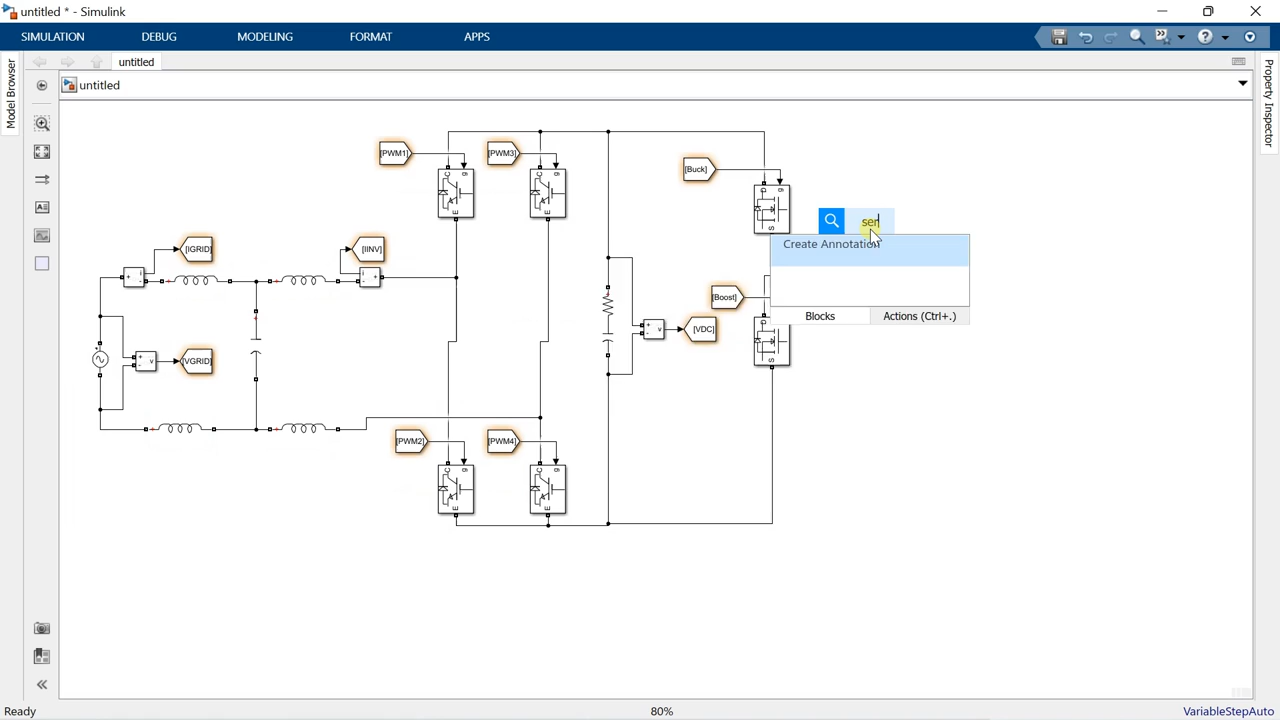 untitled * - Simulink
SIMULATION DEBUG MODELING FORMAT APPS
untitled
untitled
Model Browser
Property Inspector
[PWM1] [PWM3]
[Buck]
C g C g D g
E E S
ser
Create Annotation
Blocks Actions (Ctrl+.)
[IGRID] [IINV]
+ i - i - +
[Boost]
[VDC]
+ - v
[VGRID]
+ - v
S
[PWM2] [PWM4]
C g C g
E E
Ready 80% VariableStepAuto